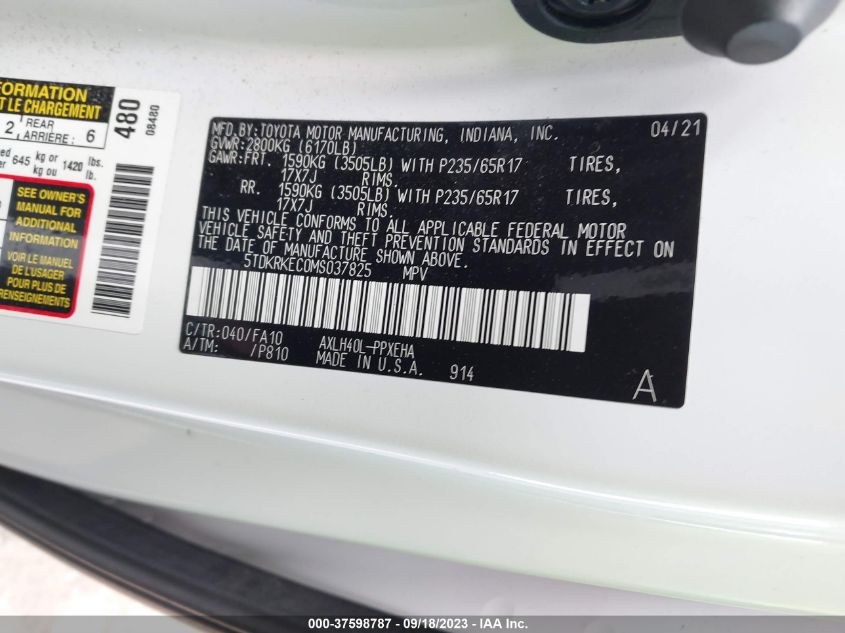 FORMATION
T LE CHARGEMENT
2 REAR ARRIÈRE: 6
645 kg or kg ou 1420 lbs. lb.
480
08480
SEE OWNER'S
MANUAL FOR
ADDITIONAL
INFORMATION
VOIR LE MANUEL
DE L'USAGER
POUR PLUS DE
RENSEIGNEMENTS
MFD.BY:TOYOTA MOTOR MANUFACTURING, INDIANA, INC. 04/21
GVWR:2800KG (6170LB)
GAWR:FRT. 1590KG (3505LB) WITH P235/65R17 TIRES,
17X7J RIMS.
RR. 1590KG (3505LB) WITH P235/65R17 TIRES,
17X7J RIMS.
THIS VEHICLE CONFORMS TO ALL APPLICABLE FEDERAL MOTOR
VEHICLE SAFETY AND THEFT PREVENTION STANDARDS IN EFFECT ON
THE DATE OF MANUFACTURE SHOWN ABOVE.
5TDKRKEC0MS037825 MPV
C/TR:040/FA10 AXLH40L-PPXEHA
A/TM: /P810 MADE IN U.S.A. 914
A
000-37598787 - 09/18/2023 - IAA Inc.